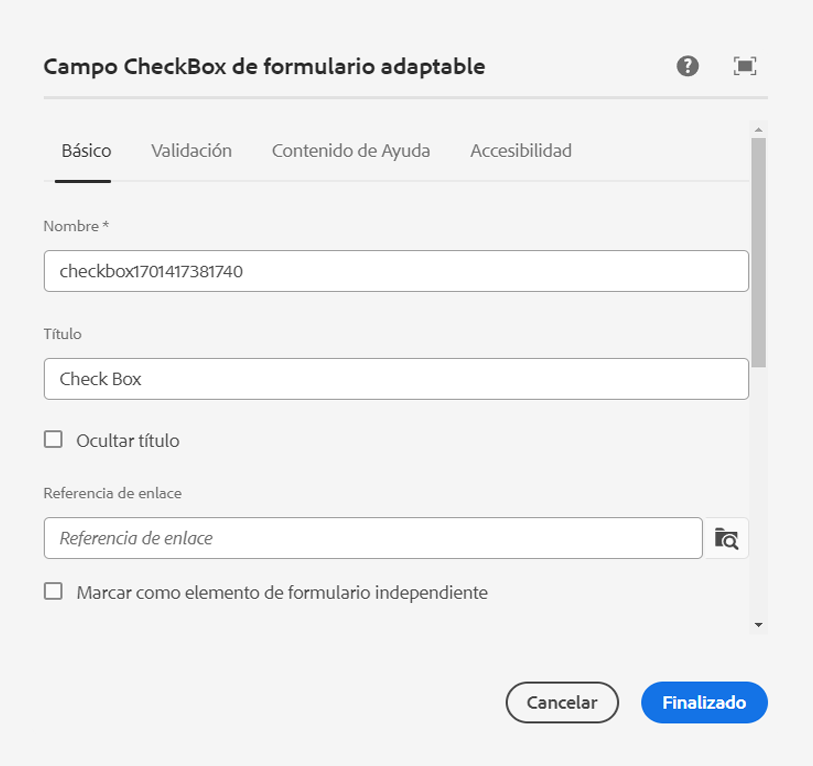 Campo CheckBox de formulario adaptable
Básico Validación Contenido de Ayuda Accesibilidad
Nombre *
checkbox1701417381740
Título
Check Box
Ocultar título
Referencia de enlace
Referencia de enlace
Marcar como elemento de formulario independiente
Cancelar Finalizado